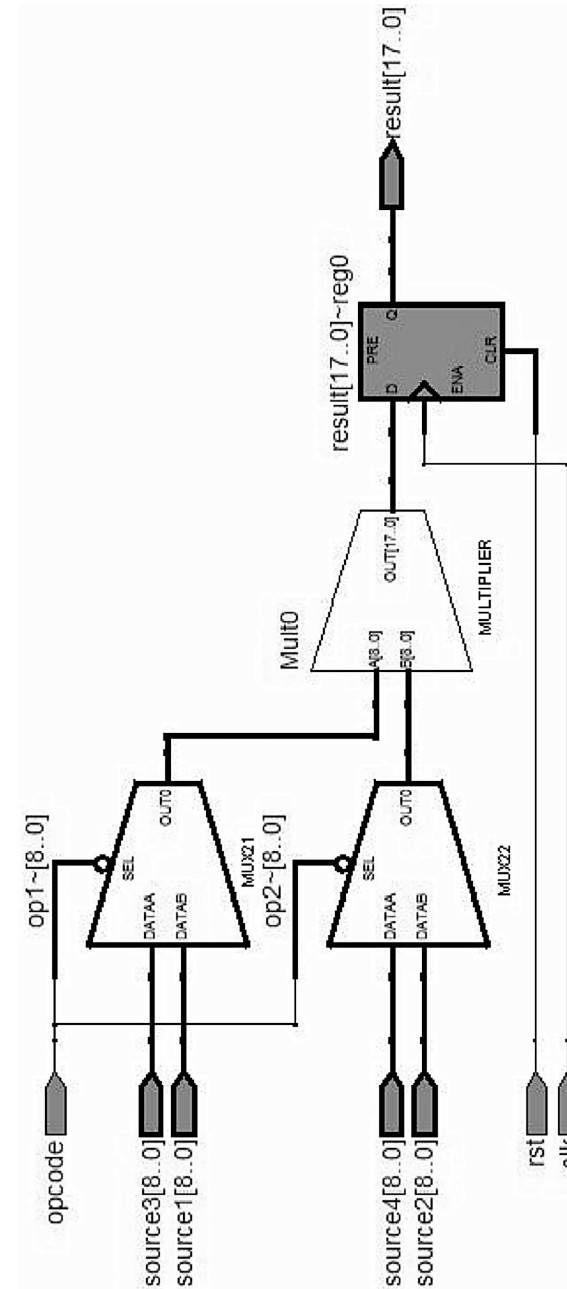 result[17..0]
result[17..0]~reg0
PRE
D
Q
ENA
CLR
Mult0
A[8..0]
B[8..0]
OUT[17..0]
MULTIPLIER
op1~[8..0]
SEL
DATAA
DATAB
OUT0
MUX21
op2~[8..0]
SEL
DATAA
DATAB
OUT0
MUX22
opcode
source3[8..0]
source1[8..0]
source4[8..0]
source2[8..0]
rst